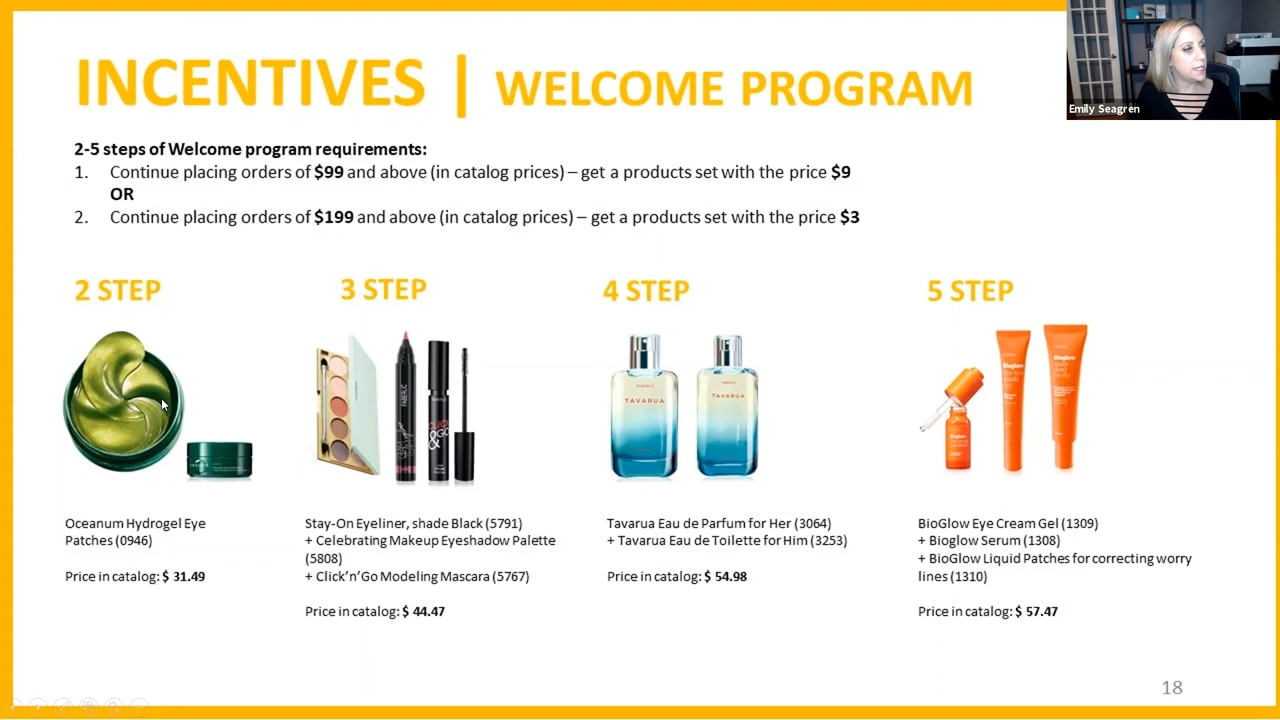 INCENTIVES | WELCOME PROGRAM
Emily Seagren
2-5 steps of Welcome program requirements:
1. Continue placing orders of $99 and above (in catalog prices) – get a products set with the price $9
OR
2. Continue placing orders of $199 and above (in catalog prices) – get a products set with the price $3
2 STEP
3 STEP
4 STEP
5 STEP
FABERLIC
TAVARUA
TAVARUA
Oceanum Hydrogel Eye
Patches (0946)
Price in catalog: $ 31.49
Stay-On Eyeliner, shade Black (5791)
+ Celebrating Makeup Eyeshadow Palette
(5808)
+ Click’n’Go Modeling Mascara (5767)
Price in catalog: $ 44.47
Tavarua Eau de Parfum for Her (3064)
+ Tavarua Eau de Toilette for Him (3253)
Price in catalog: $ 54.98
BioGlow Eye Cream Gel (1309)
+ Bioglow Serum (1308)
+ BioGlow Liquid Patches for correcting worry
lines (1310)
Price in catalog: $ 57.47
18